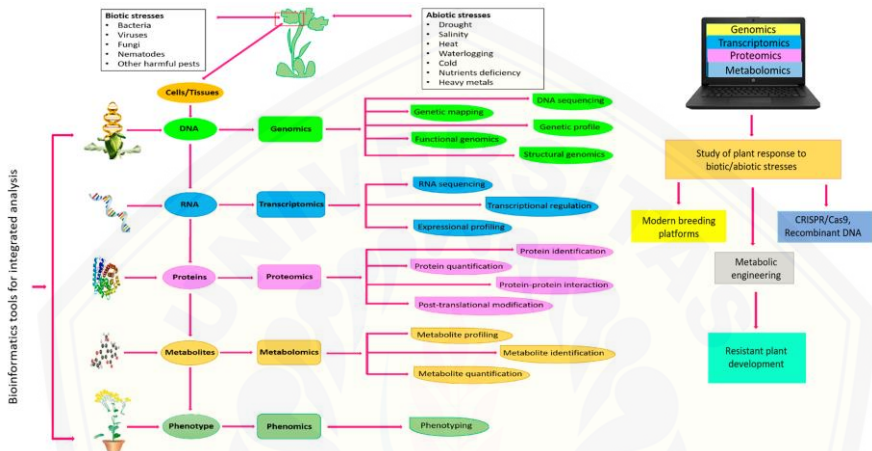 Biotic stresses
• Bacteria
• Viruses
• Fungi
• Nematodes
• Other harmful pests
Abiotic stresses
• Drought
• Salinity
• Heat
• Waterlogging
• Cold
• Nutrients deficiency
• Heavy metals
Bioinformatics tools for integrated analysis
Cells/Tissues
DNA
Genomics
DNA sequencing
Genetic mapping
Genetic profile
Functional genomics
Structural genomics
RNA
Transcriptomics
RNA sequencing
Transcriptional regulation
Expressional profiling
Proteins
Proteomics
Protein identification
Protein quantification
Protein-protein interaction
Post-translational modification
Metabolites
Metabolomics
Metabolite profiling
Metabolite identification
Metabolite quantification
Phenotype
Phenomics
Phenotyping
Genomics
Transcriptomics
Proteomics
Metabolomics
Study of plant response to
biotic/abiotic stresses
Modern breeding
platforms
CRISPR/Cas9,
Recombinant DNA
Metabolic
engineering
Resistant plant
development